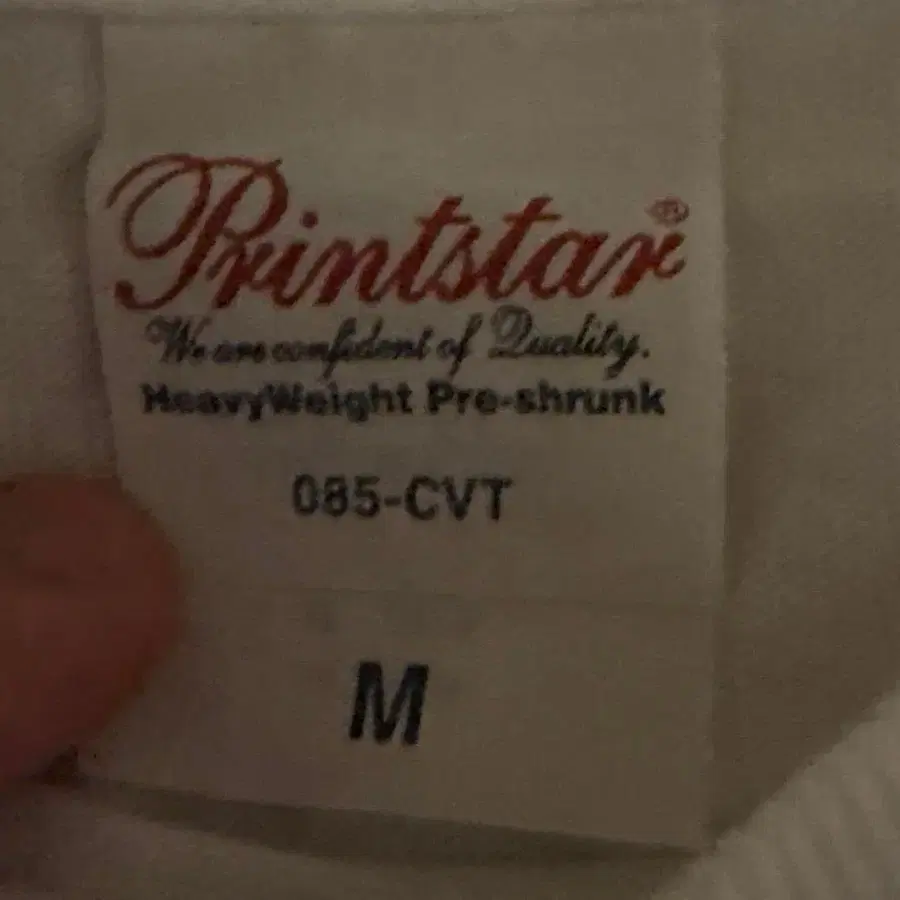 Printstar®
We are confident of Quality.
HeavyWeight Pre-shrunk
085-CVT
M